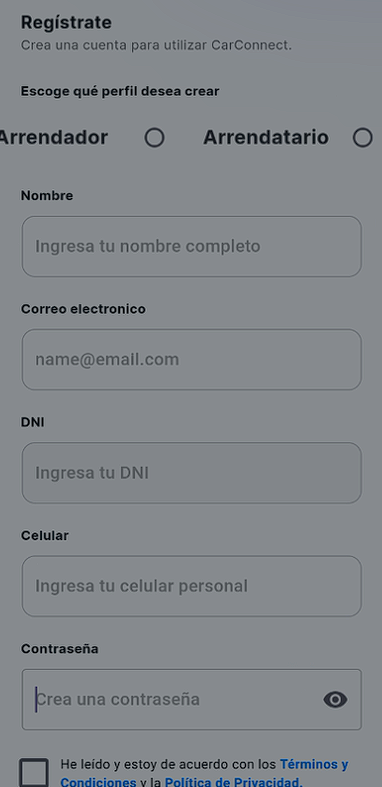 Regístrate
Crea una cuenta para utilizar CarConnect.
Escoge qué perfil desea crear
Arrendador Arrendatario
Nombre
Ingresa tu nombre completo
Correo electronico
name@email.com
DNI
Ingresa tu DNI
Celular
Ingresa tu celular personal
Contraseña
Crea una contraseña
He leído y estoy de acuerdo con los Términos y
Condiciones y la Política de Privacidad.